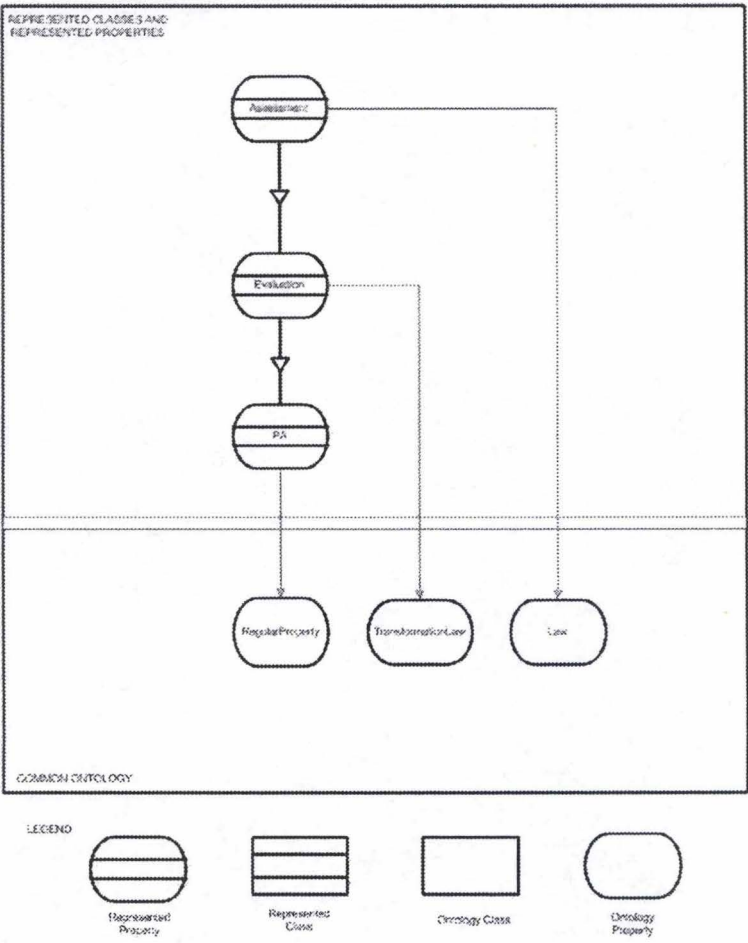 REPRESENTED CLASSES AND
REPRESENTED PROPERTIES
Assessment
Evaluation
PA
RegularProperty
TransformationLaw
Law
COMMON ONTOLOGY
LEGEND
Represented
Property
Represented
Class
Ontology Class
Ontology
Property